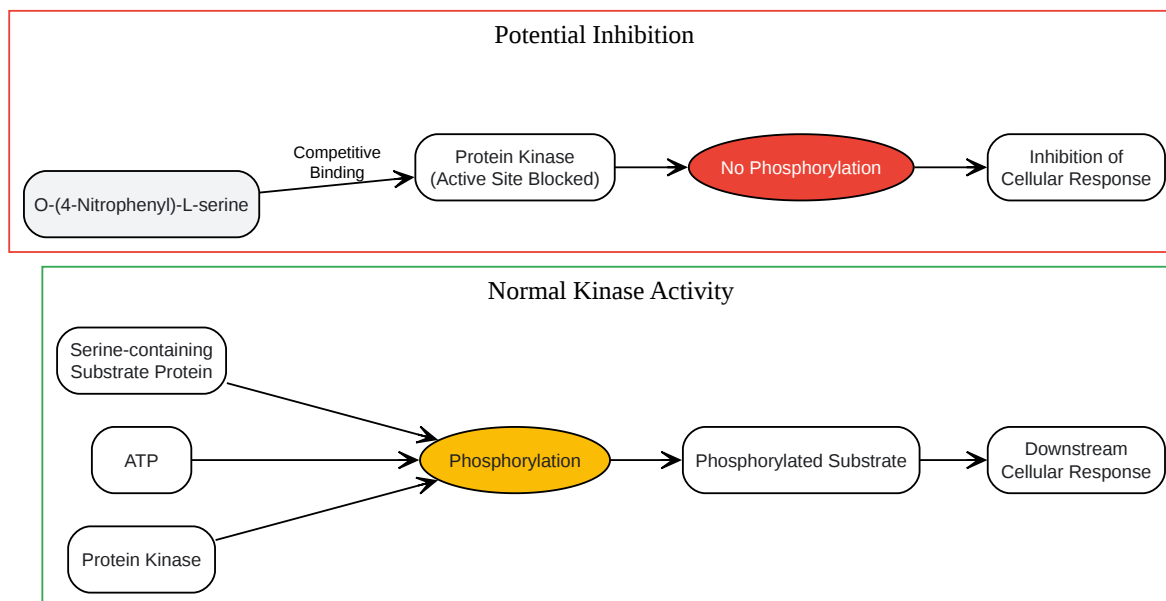 Potential Inhibition
Competitive
Binding
O-(4-Nitrophenyl)-L-serine
Protein Kinase
(Active Site Blocked)
No Phosphorylation
Inhibition of
Cellular Response
Normal Kinase Activity
Serine-containing
Substrate Protein
ATP
Protein Kinase
Phosphorylation
Phosphorylated Substrate
Downstream
Cellular Response